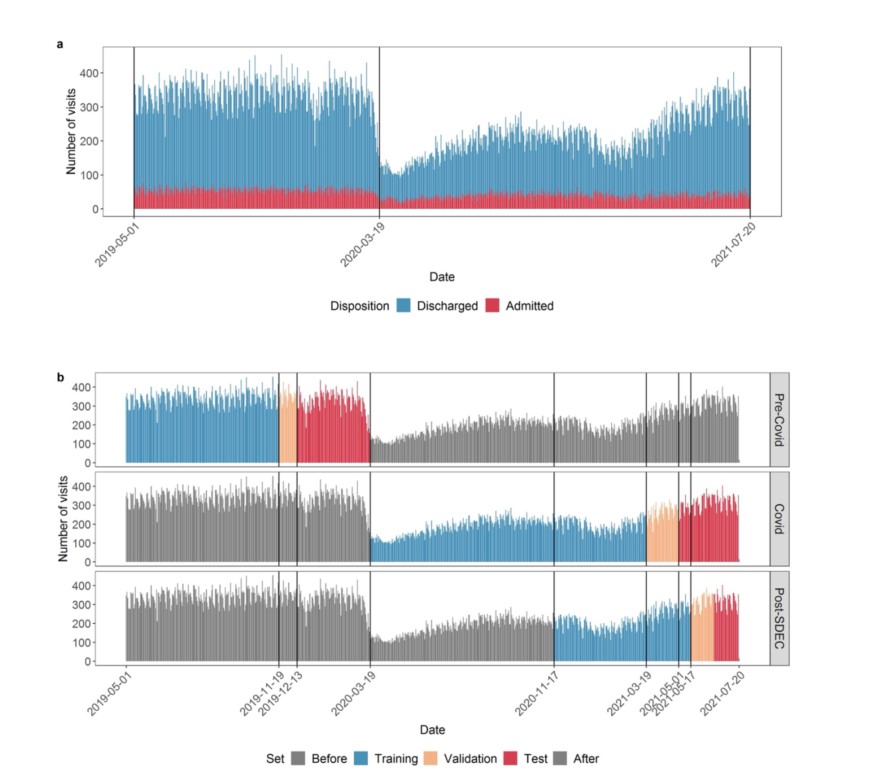 a
400
300
200
100
0
Number of visits
2019-05-01
2020-03-19
2021-07-20
Date
Disposition Discharged Admitted
b
400
300
200
100
0
Pre-Covid
400
300
200
100
0
Covid
Number of visits
400
300
200
100
0
Post-SDEC
2019-05-01
2019-11-19
2019-12-13
2020-03-19
2020-11-17
2021-03-19
2021-05-01
2021-05-17
2021-07-20
Date
Set Before Training Validation Test After